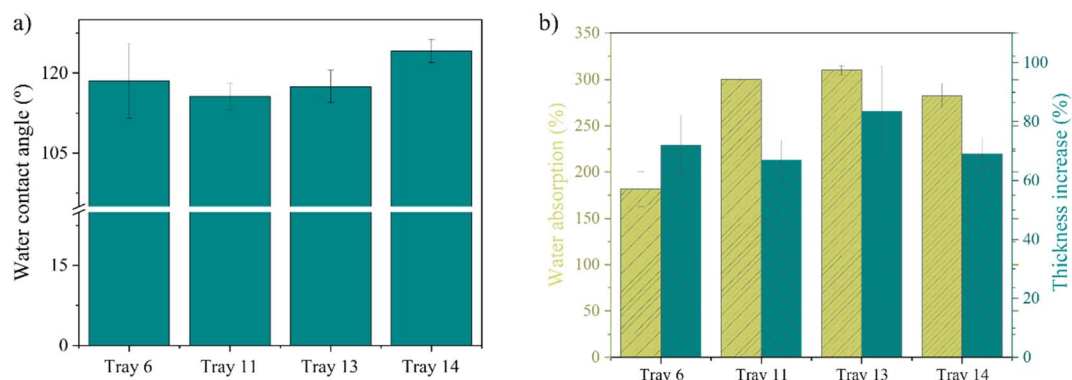 a)
Water contact angle (°)
120
105
15
0
Tray 6
Tray 11
Tray 13
Tray 14
b)
Water absorption (%)
350
300
250
200
150
100
50
0
Tray 6
Tray 11
Tray 13
Tray 14
100
80
60
40
20
0
Thickness increase (%)